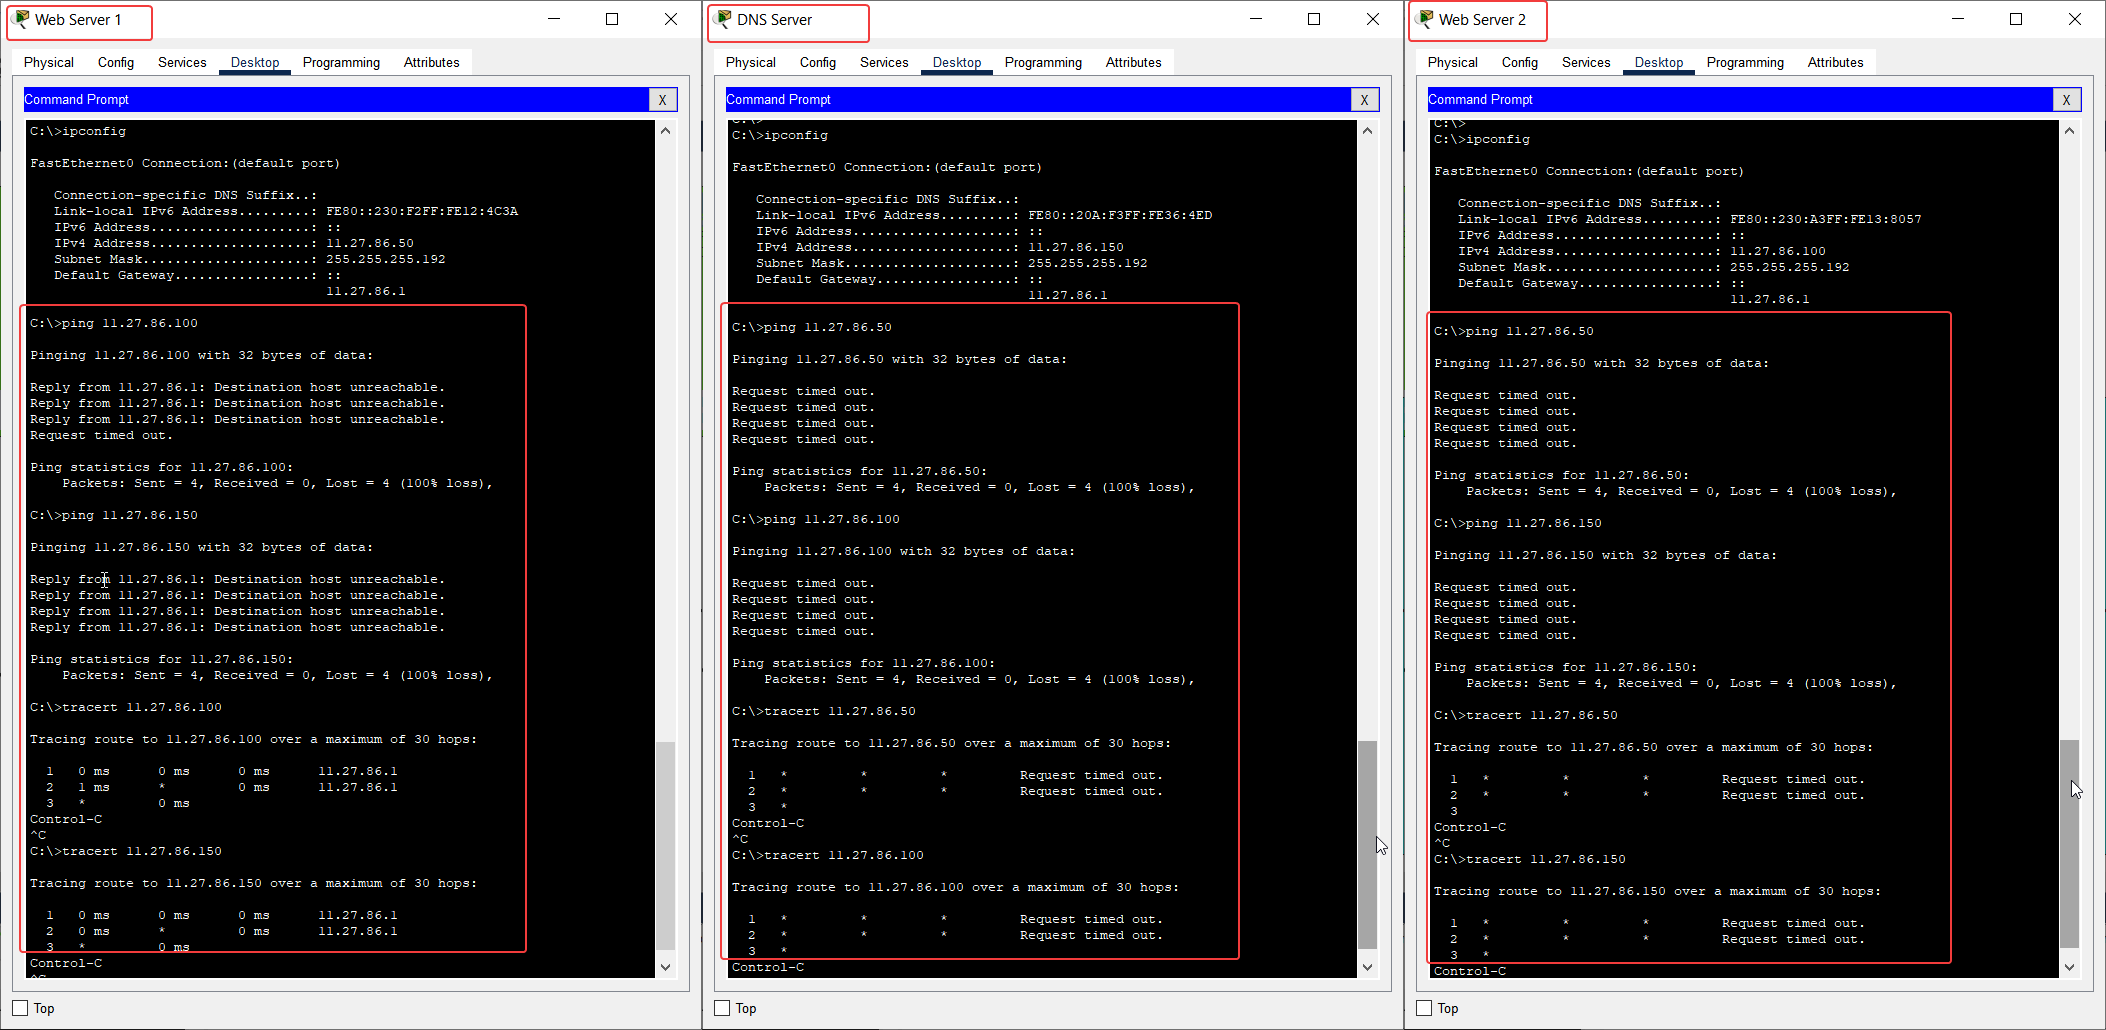 Web Server 1
Physical Config Services Desktop Programming Attributes
Command Prompt X
C:\>ipconfig
FastEthernet0 Connection:(default port)
Connection-specific DNS Suffix..:
Link-local IPv6 Address.........: FE80::230:F2FF:FE12:4C3A
IPv6 Address....................: ::
IPv4 Address....................: 11.27.86.50
Subnet Mask.....................: 255.255.255.192
Default Gateway.................: ::
11.27.86.1
C:\>ping 11.27.86.100
Pinging 11.27.86.100 with 32 bytes of data:
Reply from 11.27.86.1: Destination host unreachable.
Reply from 11.27.86.1: Destination host unreachable.
Reply from 11.27.86.1: Destination host unreachable.
Request timed out.
Ping statistics for 11.27.86.100:
Packets: Sent = 4, Received = 0, Lost = 4 (100% loss),
C:\>ping 11.27.86.150
Pinging 11.27.86.150 with 32 bytes of data:
Reply from 11.27.86.1: Destination host unreachable.
Reply from 11.27.86.1: Destination host unreachable.
Reply from 11.27.86.1: Destination host unreachable.
Reply from 11.27.86.1: Destination host unreachable.
Ping statistics for 11.27.86.150:
Packets: Sent = 4, Received = 0, Lost = 4 (100% loss),
C:\>tracert 11.27.86.100
Tracing route to 11.27.86.100 over a maximum of 30 hops:
1 0 ms 0 ms 0 ms 11.27.86.1
2 1 ms * 0 ms 11.27.86.1
3 * 0 ms
Control-C
^C
C:\>tracert 11.27.86.150
Tracing route to 11.27.86.150 over a maximum of 30 hops:
1 0 ms 0 ms 0 ms 11.27.86.1
2 0 ms * 0 ms 11.27.86.1
3 * 0 ms
Control-C
^C
Top
DNS Server
Physical Config Services Desktop Programming Attributes
Command Prompt X
C:\>
C:\>ipconfig
FastEthernet0 Connection:(default port)
Connection-specific DNS Suffix..:
Link-local IPv6 Address.........: FE80::20A:F3FF:FE36:4ED
IPv6 Address....................: ::
IPv4 Address....................: 11.27.86.150
Subnet Mask.....................: 255.255.255.192
Default Gateway.................: ::
11.27.86.1
C:\>ping 11.27.86.50
Pinging 11.27.86.50 with 32 bytes of data:
Request timed out.
Request timed out.
Request timed out.
Request timed out.
Ping statistics for 11.27.86.50:
Packets: Sent = 4, Received = 0, Lost = 4 (100% loss),
C:\>ping 11.27.86.100
Pinging 11.27.86.100 with 32 bytes of data:
Request timed out.
Request timed out.
Request timed out.
Request timed out.
Ping statistics for 11.27.86.100:
Packets: Sent = 4, Received = 0, Lost = 4 (100% loss),
C:\>tracert 11.27.86.50
Tracing route to 11.27.86.50 over a maximum of 30 hops:
1 * * * Request timed out.
2 * * * Request timed out.
3 *
Control-C
^C
C:\>tracert 11.27.86.100
Tracing route to 11.27.86.100 over a maximum of 30 hops:
1 * * * Request timed out.
2 * * * Request timed out.
3 *
Control-C
Top
Web Server 2
Physical Config Services Desktop Programming Attributes
Command Prompt X
C:\>
C:\>ipconfig
FastEthernet0 Connection:(default port)
Connection-specific DNS Suffix..:
Link-local IPv6 Address.........: FE80::230:A3FF:FE13:8057
IPv6 Address....................: ::
IPv4 Address....................: 11.27.86.100
Subnet Mask.....................: 255.255.255.192
Default Gateway.................: ::
11.27.86.1
C:\>ping 11.27.86.50
Pinging 11.27.86.50 with 32 bytes of data:
Request timed out.
Request timed out.
Request timed out.
Request timed out.
Ping statistics for 11.27.86.50:
Packets: Sent = 4, Received = 0, Lost = 4 (100% loss),
C:\>ping 11.27.86.150
Pinging 11.27.86.150 with 32 bytes of data:
Request timed out.
Request timed out.
Request timed out.
Request timed out.
Ping statistics for 11.27.86.150:
Packets: Sent = 4, Received = 0, Lost = 4 (100% loss),
C:\>tracert 11.27.86.50
Tracing route to 11.27.86.50 over a maximum of 30 hops:
1 * * * Request timed out.
2 * * * Request timed out.
3
Control-C
^C
C:\>tracert 11.27.86.150
Tracing route to 11.27.86.150 over a maximum of 30 hops:
1 * * * Request timed out.
2 * * * Request timed out.
3 *
Control-C
Top